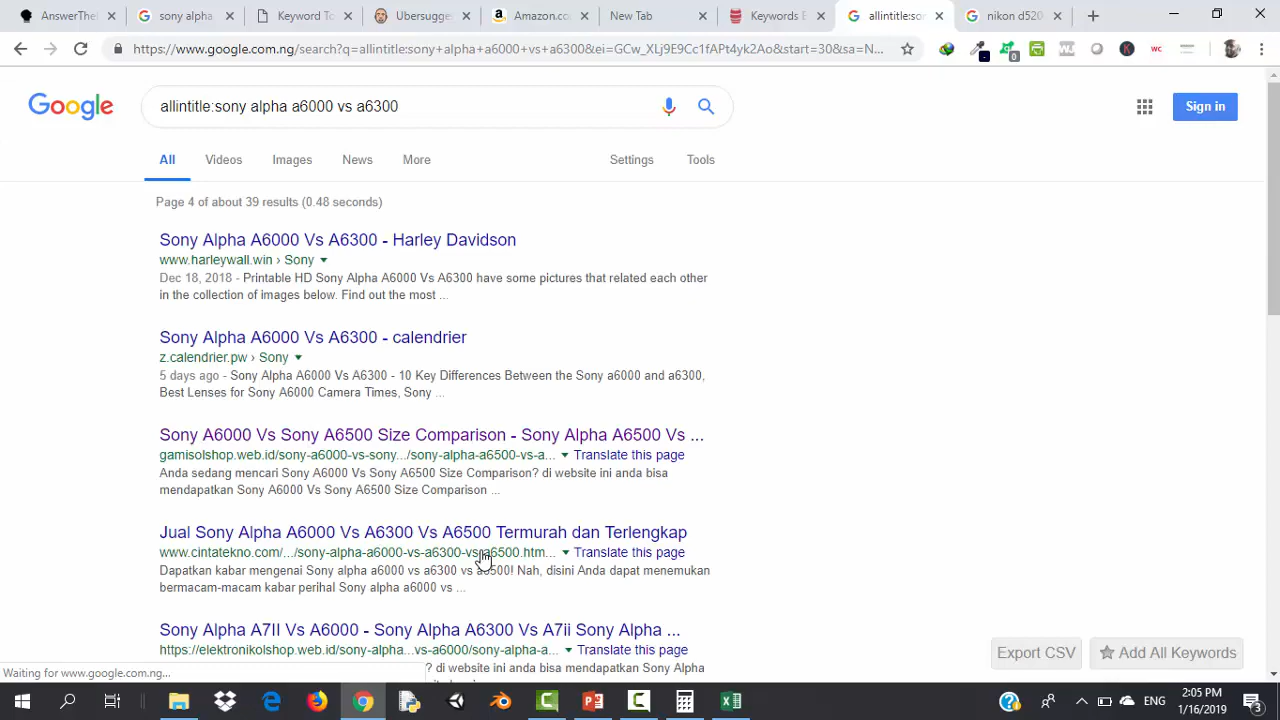 AnswerThe
sony alpha
Keyword To
Ubersugges
Amazon.co
New Tab
Keywords E
allintitle:so
nikon d520
https://www.google.com.ng/search?q=allintitle:sony+alpha+a6000+vs+a6300&ei=GCw_XLj9E9Cc1fAPt4yk2Ao&start=30&sa=N...
0
WJ
K
WC
Google
allintitle:sony alpha a6000 vs a6300
Sign in
All
Videos
Images
News
More
Settings
Tools
Page 4 of about 39 results (0.48 seconds)
Sony Alpha A6000 Vs A6300 - Harley Davidson
www.harleywall.win › Sony
Dec 18, 2018 - Printable HD Sony Alpha A6000 Vs A6300 have some pictures that related each other
in the collection of images below. Find out the most ...
Sony Alpha A6000 Vs A6300 - calendrier
z.calendrier.pw › Sony
5 days ago - Sony Alpha A6000 Vs A6300 - 10 Key Differences Between the Sony a6000 and a6300,
Best Lenses for Sony A6000 Camera Times, Sony ...
Sony A6000 Vs Sony A6500 Size Comparison - Sony Alpha A6500 Vs ...
gamisolshop.web.id/sony-a6000-vs-sony.../sony-alpha-a6500-vs-a... Translate this page
Anda sedang mencari Sony A6000 Vs Sony A6500 Size Comparison? di website ini anda bisa
mendapatkan Sony A6000 Vs Sony A6500 Size Comparison ...
Jual Sony Alpha A6000 Vs A6300 Vs A6500 Termurah dan Terlengkap
www.cintatekno.com/.../sony-alpha-a6000-vs-a6300-vs-a6500.htm... Translate this page
Dapatkan kabar mengenai Sony alpha a6000 vs a6300 vs a6500! Nah, disini Anda dapat menemukan
bermacam-macam kabar perihal Sony alpha a6000 vs ...
Sony Alpha A7II Vs A6000 - Sony Alpha A6300 Vs A7ii Sony Alpha ...
https://elektronikolshop.web.id/sony-alpha...vs-a6000/sony-alpha-a... Translate this page
? di website ini anda bisa mendapatkan Sony Alpha
Export CSV
Add All Keywords
Waiting for www.google.com.ng...
ENG
2:05 PM
1/16/2019
3